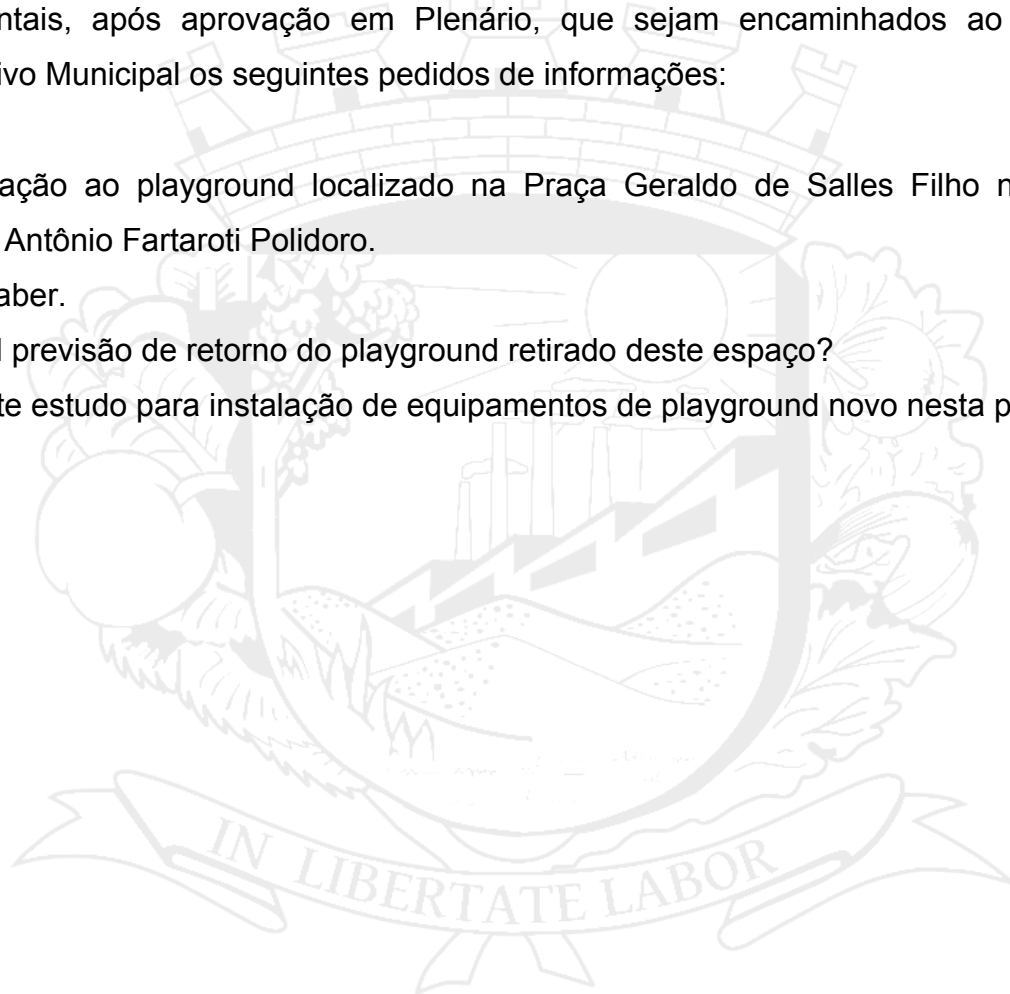 ntais, após aprovação em Plenário, que sejam encaminhados ao
ivo Municipal os seguintes pedidos de informações:
ação ao playground localizado na Praça Geraldo de Salles Filho n
Antônio Fartaroti Polidoro.
aber.
l previsão de retorno do playground retirado deste espaço?
te estudo para instalação de equipamentos de playground novo nesta p
IN LIBERTATE LABOR